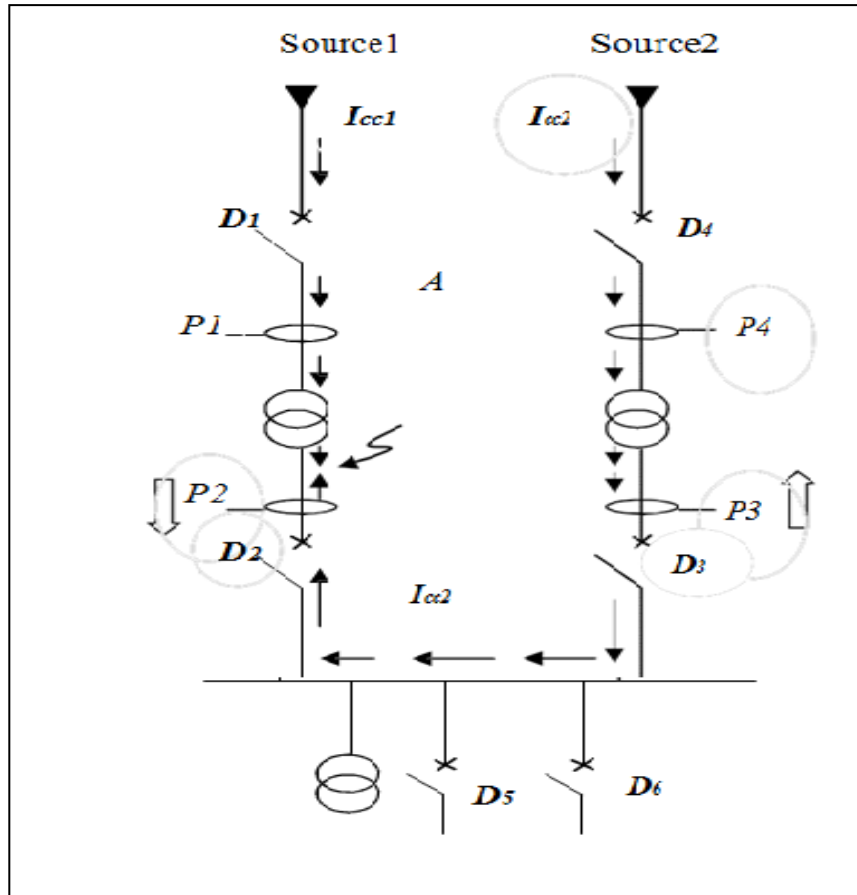 Source1 Source2
Icc1 Icc2
D1 D4
A
P1 P4
P2 P3
D2 D3
Icc2
D5 D6